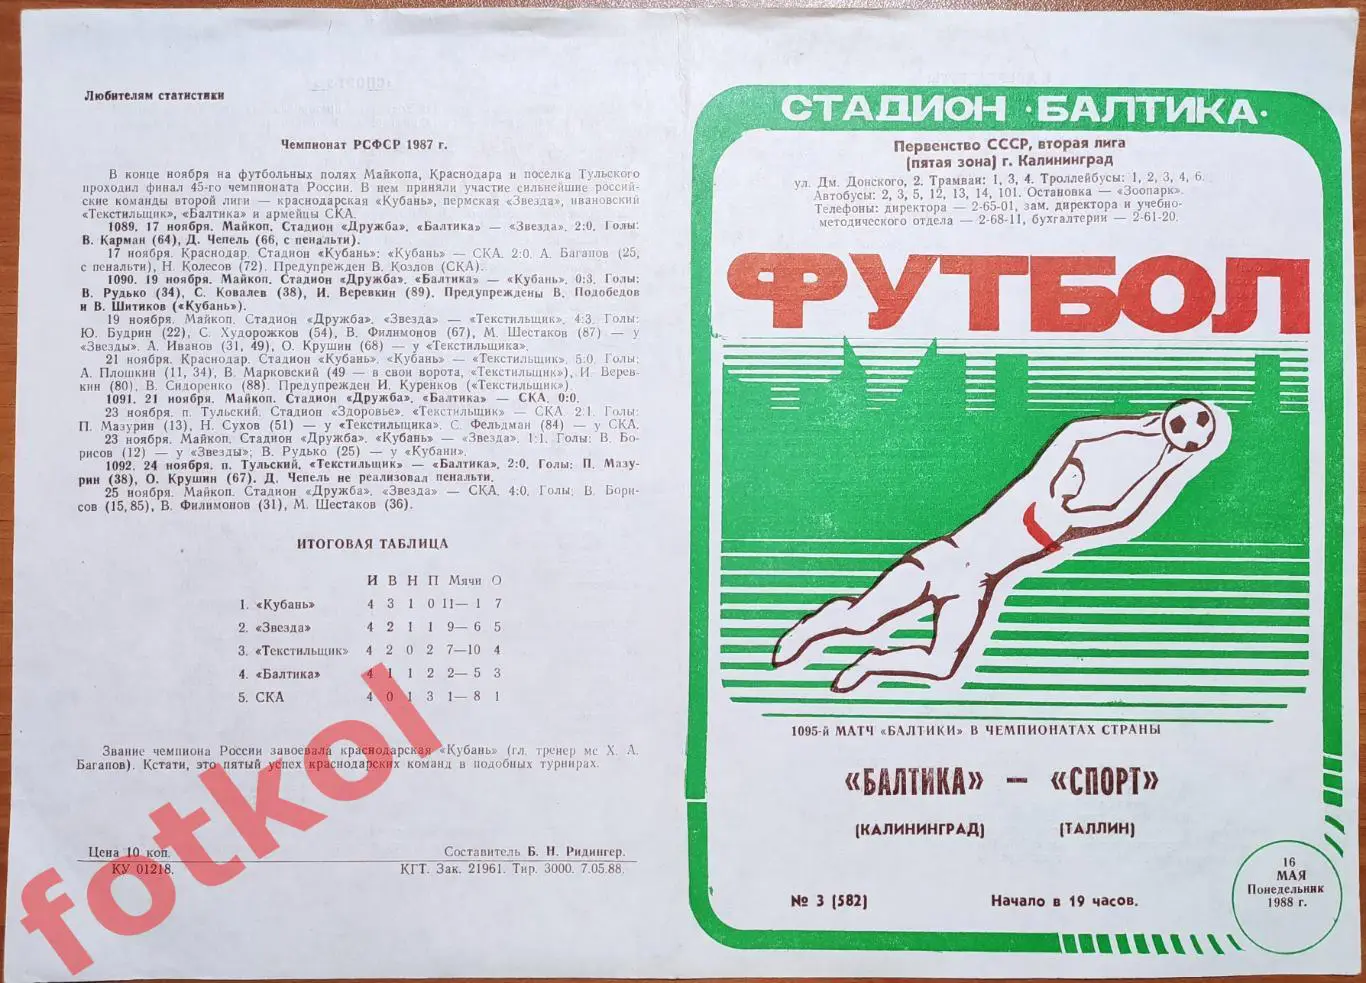 Любителям статистики
Чемпионат РСФСР 1987 г.
В конце ноября на футбольных полях Майкопа, Краснодара и поселка Тульского
проходил финал 45-го чемпионата России. В нем приняли участие сильнейшие россий-
ские команды второй лиги — краснодарская «Кубань», пермская «Звезда», ивановский
«Текстильщик», «Балтика» и армейцы СКА.
1089. 17 ноября. Майкоп. Стадион «Дружба». «Балтика» — «Звезда». 2:0. Голы:
В. Карман (64), Д. Чепель (66, с пенальти).
17 ноября. Краснодар. Стадион «Кубань»: «Кубань» — СКА. 2:0. А. Багапов (25,
с пенальти), Н. Колесов (72). Предупрежден В. Козлов (СКА).
1090. 19 ноября. Майкоп. Стадион «Дружба». «Балтика» — «Кубань». 0:3. Голы:
В. Рудько (34), С. Ковалев (38), И. Веревкин (89). Предупреждены В. Подобедов
и В. Шитиков («Кубань»).
19 ноября. Майкоп. Стадион «Дружба». «Звезда» — «Текстильщик». 4:3. Голы:
Ю. Будрин (22), С. Худорожков (54), В. Филимонов (67), М. Шестаков (87) — у
«Звезды». А. Иванов (31, 49), О. Крушин (68) — у «Текстильщика».
21 ноября. Краснодар. Стадион «Кубань». «Кубань» — «Текстильщик». 5:0. Голы:
А. Плошкин (11, 34), В. Марковский (49 — в свои ворота, «Текстильщик»), И. Верев-
кин (80), В. Сидоренко (88). Предупрежден И. Куренков («Текстильщик»).
1091. 21 ноября. Майкоп. Стадион «Дружба». «Балтика» — СКА. 0:0.
23 ноября. п. Тульский. Стадион «Здоровье». «Текстильщик» — СКА 2:1. Голы:
П. Мазурин (13), Н. Сухов (51) — у «Текстильщика». С. Фельдман (84) — у СКА.
23 ноября. Майкоп. Стадион «Дружба». «Кубань» — «Звезда». 1:1. Голы: В. Бо-
рисов (12) — у «Звезды»; В. Рудько (25) — у «Кубани».
1092. 24 ноября. п. Тульский. «Текстильщик» — «Балтика». 2:0. Голы: П. Мазу-
рин (38), О. Крушин (67). Д. Чепель не реализовал пенальти.
25 ноября. Майкоп. Стадион «Дружба». «Звезда» — СКА. 4:0. Голы: В. Бори-
сов (15, 85), В. Филимонов (31), М. Шестаков (36).
ИТОГОВАЯ ТАБЛИЦА
И В Н П Мячи О
1. «Кубань» 4 3 1 0 11— 1 7
2. «Звезда» 4 2 1 1 9— 6 5
3. «Текстильщик» 4 2 0 2 7—10 4
4. «Балтика» 4 1 1 2 2— 5 3
5. СКА 4 0 1 3 1— 8 1
Звание чемпиона России завоевала краснодарская «Кубань» (гл. тренер мс Х. А.
Багапов). Кстати, это пятый успех краснодарских команд в подобных турнирах.
Цена 10 коп. Составитель Б. Н. Ридингер.
КУ 01218. КГТ. Зак. 21961. Тир. 3000. 7.05.88.
fotkol
СТАДИОН · БАЛТИКА ·
Первенство СССР, вторая лига
(пятая зона) г. Калининград
ул. Дм. Донского, 2. Трамваи: 1, 3, 4. Троллейбусы: 1, 2, 3, 4, 6.
Автобусы: 2, 3, 5, 12, 13, 14, 101. Остановка — «Зоопарк».
Телефоны: директора — 2-65-01, зам. директора и учебно-
методического отдела — 2-68-11, бухгалтерии — 2-61-20.
ФУТБОЛ
1095-й МАТЧ «БАЛТИКИ» В ЧЕМПИОНАТАХ СТРАНЫ
«БАЛТИКА» — «СПОРТ»
(КАЛИНИНГРАД) (ТАЛЛИН)
№ 3 (582) Начало в 19 часов.
16
МАЯ
Понедельник
1988 г.